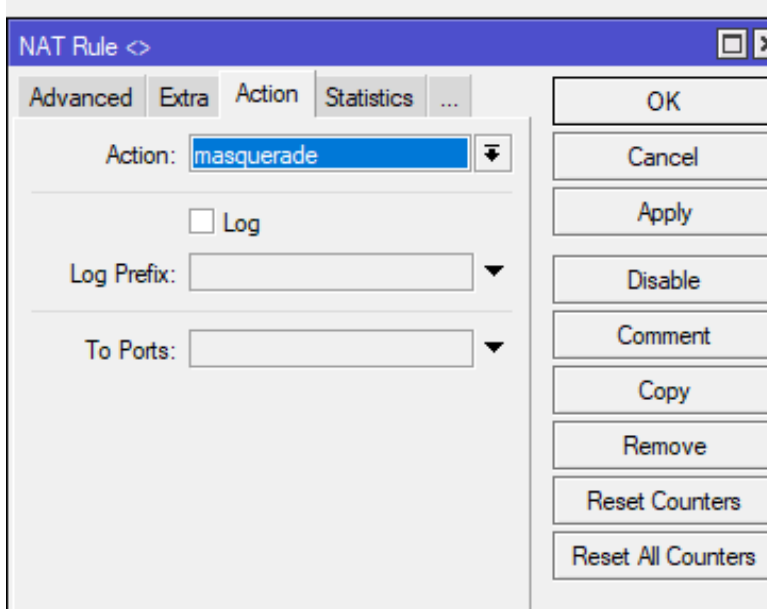 NAT Rule <>
Advanced Extra Action Statistics ...
Action: masquerade
Log
Log Prefix:
To Ports:
OK
Cancel
Apply
Disable
Comment
Copy
Remove
Reset Counters
Reset All Counters